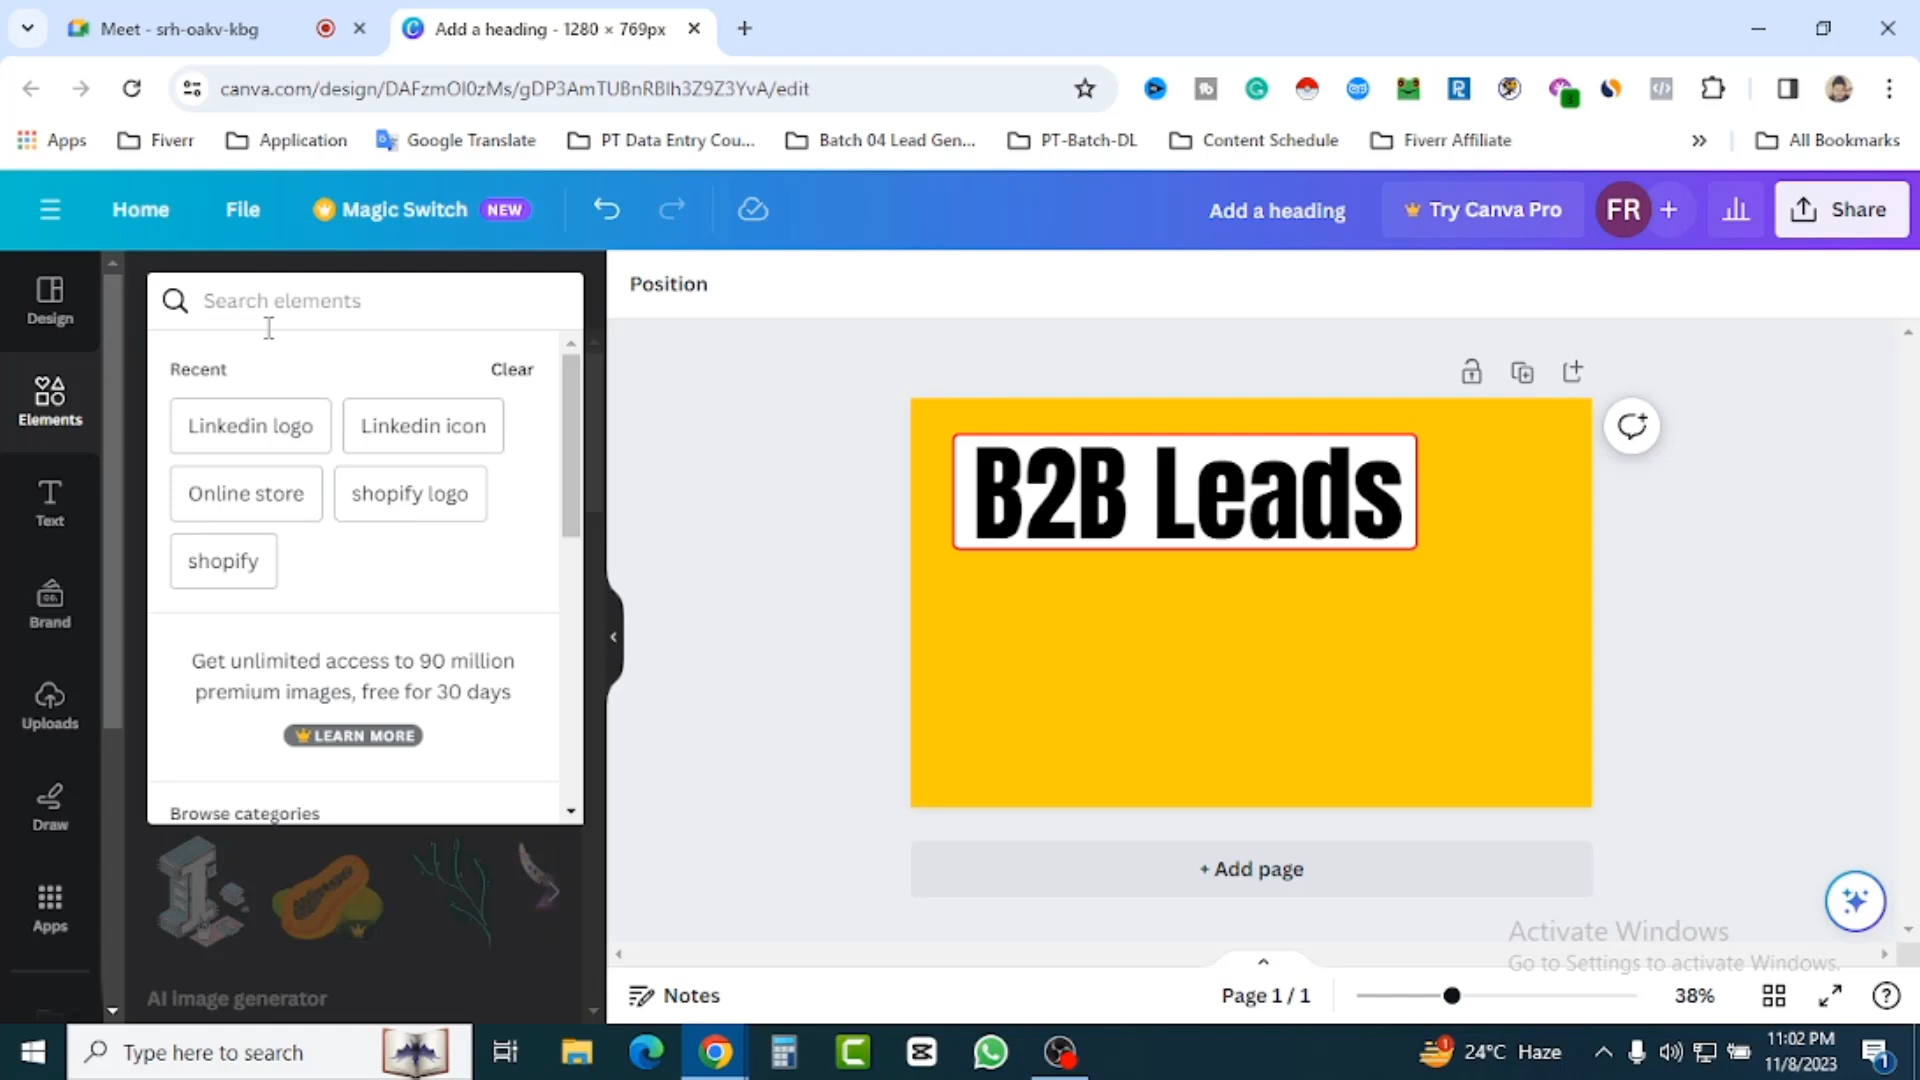 Meet - srh-oakv-kbg
Add a heading - 1280 × 769px
canva.com/design/DAFzmOl0zMs/gDP3AmTUBnRBlh3Z9Z3YvA/edit
Apps
Fiverr
Application
Google Translate
PT Data Entry Cou...
Batch 04 Lead Gen...
PT-Batch-DL
Content Schedule
Fiverr Affiliate
All Bookmarks
Home
File
Magic Switch NEW
Add a heading
Try Canva Pro
FR
Share
Design
Elements
Text
Brand
Uploads
Draw
Apps
Search elements
Recent
Clear
Linkedin logo
Linkedin icon
Online store
shopify logo
shopify
Get unlimited access to 90 million
premium images, free for 30 days
LEARN MORE
Browse categories
AI image generator
Position
B2B Leads
+ Add page
Activate Windows
Go to Settings to activate Windows.
Notes
Page 1 / 1
38%
Type here to search
24°C Haze
11:02 PM
11/8/2023